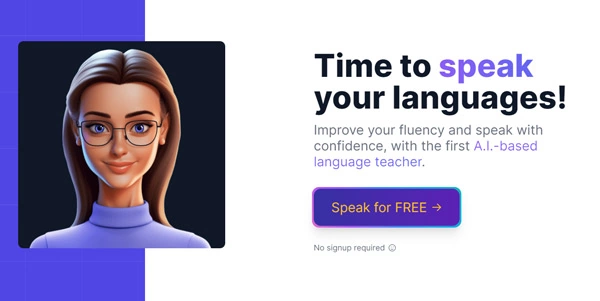 Time to speak
your languages!
Improve your fluency and speak with
confidence, with the first A.I.-based
language teacher.
Speak for FREE →
No signup required ☺